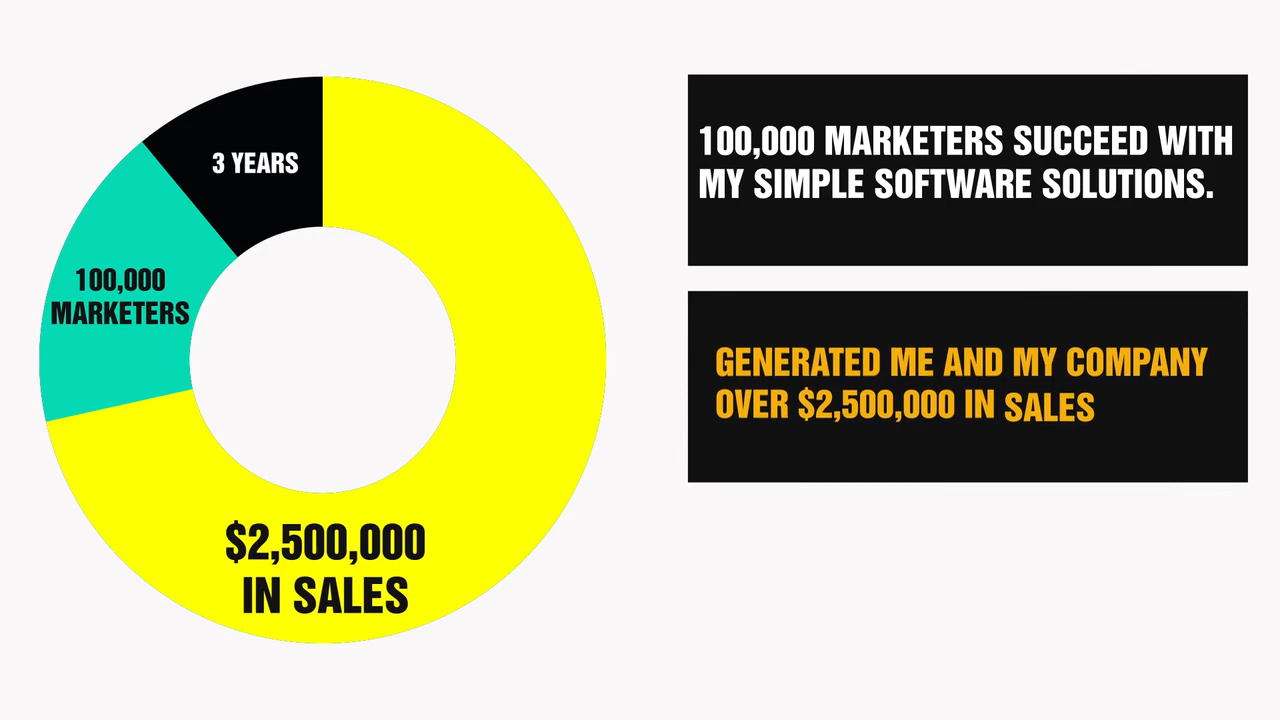 3 YEARS
100,000
MARKETERS
$2,500,000
IN SALES
100,000 MARKETERS SUCCEED WITH
MY SIMPLE SOFTWARE SOLUTIONS.
GENERATED ME AND MY COMPANY
OVER $2,500,000 IN SALES